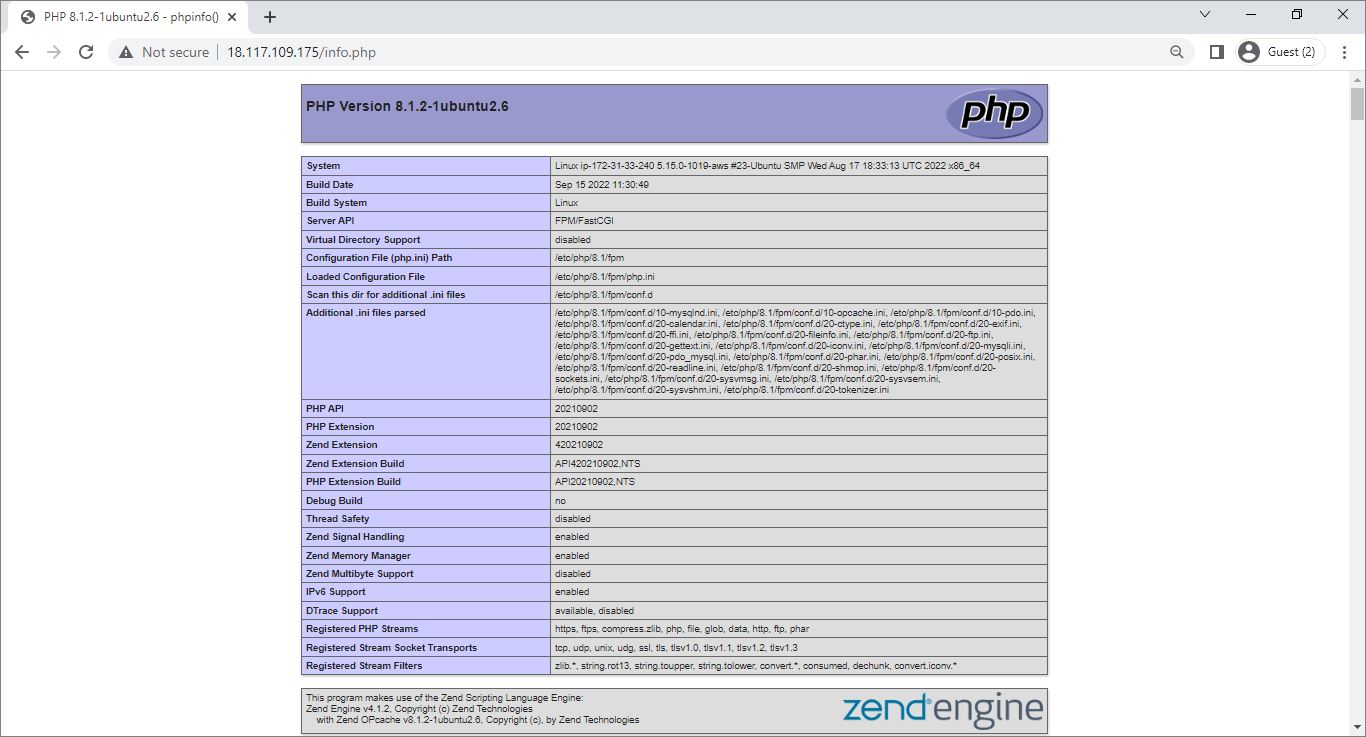 PHP 8.1.2-1ubuntu2.6 - phpinfo()
Not secure
18.117.109.175/info.php
Guest (2)
PHP Version 8.1.2-1ubuntu2.6
php
System Linux ip-172-31-33-240 5.15.0-1019-aws #23-Ubuntu SMP Wed Aug 17 18:33:13 UTC 2022 x86_64
Build Date Sep 15 2022 11:30:49
Build System Linux
Server API FPM/FastCGI
Virtual Directory Support disabled
Configuration File (php.ini) Path /etc/php/8.1/fpm
Loaded Configuration File /etc/php/8.1/fpm/php.ini
Scan this dir for additional .ini files /etc/php/8.1/fpm/conf.d
Additional .ini files parsed /etc/php/8.1/fpm/conf.d/10-mysqlnd.ini, /etc/php/8.1/fpm/conf.d/10-opcache.ini, /etc/php/8.1/fpm/conf.d/10-pdo.ini,
/etc/php/8.1/fpm/conf.d/20-calendar.ini, /etc/php/8.1/fpm/conf.d/20-ctype.ini, /etc/php/8.1/fpm/conf.d/20-exif.ini,
/etc/php/8.1/fpm/conf.d/20-ffi.ini, /etc/php/8.1/fpm/conf.d/20-fileinfo.ini, /etc/php/8.1/fpm/conf.d/20-ftp.ini,
/etc/php/8.1/fpm/conf.d/20-gettext.ini, /etc/php/8.1/fpm/conf.d/20-iconv.ini, /etc/php/8.1/fpm/conf.d/20-mysqli.ini,
/etc/php/8.1/fpm/conf.d/20-pdo_mysql.ini, /etc/php/8.1/fpm/conf.d/20-phar.ini, /etc/php/8.1/fpm/conf.d/20-posix.ini,
/etc/php/8.1/fpm/conf.d/20-readline.ini, /etc/php/8.1/fpm/conf.d/20-shmop.ini, /etc/php/8.1/fpm/conf.d/20-
sockets.ini, /etc/php/8.1/fpm/conf.d/20-sysvmsg.ini, /etc/php/8.1/fpm/conf.d/20-sysvsem.ini,
/etc/php/8.1/fpm/conf.d/20-sysvshm.ini, /etc/php/8.1/fpm/conf.d/20-tokenizer.ini
PHP API 20210902
PHP Extension 20210902
Zend Extension 420210902
Zend Extension Build API420210902,NTS
PHP Extension Build API20210902,NTS
Debug Build no
Thread Safety disabled
Zend Signal Handling enabled
Zend Memory Manager enabled
Zend Multibyte Support disabled
IPv6 Support enabled
DTrace Support available, disabled
Registered PHP Streams https, ftps, compress.zlib, php, file, glob, data, http, ftp, phar
Registered Stream Socket Transports tcp, udp, unix, udg, ssl, tls, tlsv1.0, tlsv1.1, tlsv1.2, tlsv1.3
Registered Stream Filters zlib.*, string.rot13, string.toupper, string.tolower, convert.*, consumed, dechunk, convert.iconv.*
This program makes use of the Zend Scripting Language Engine:
Zend Engine v4.1.2, Copyright (c) Zend Technologies
with Zend OPcache v8.1.2-1ubuntu2.6, Copyright (c), by Zend Technologies
zend® engine